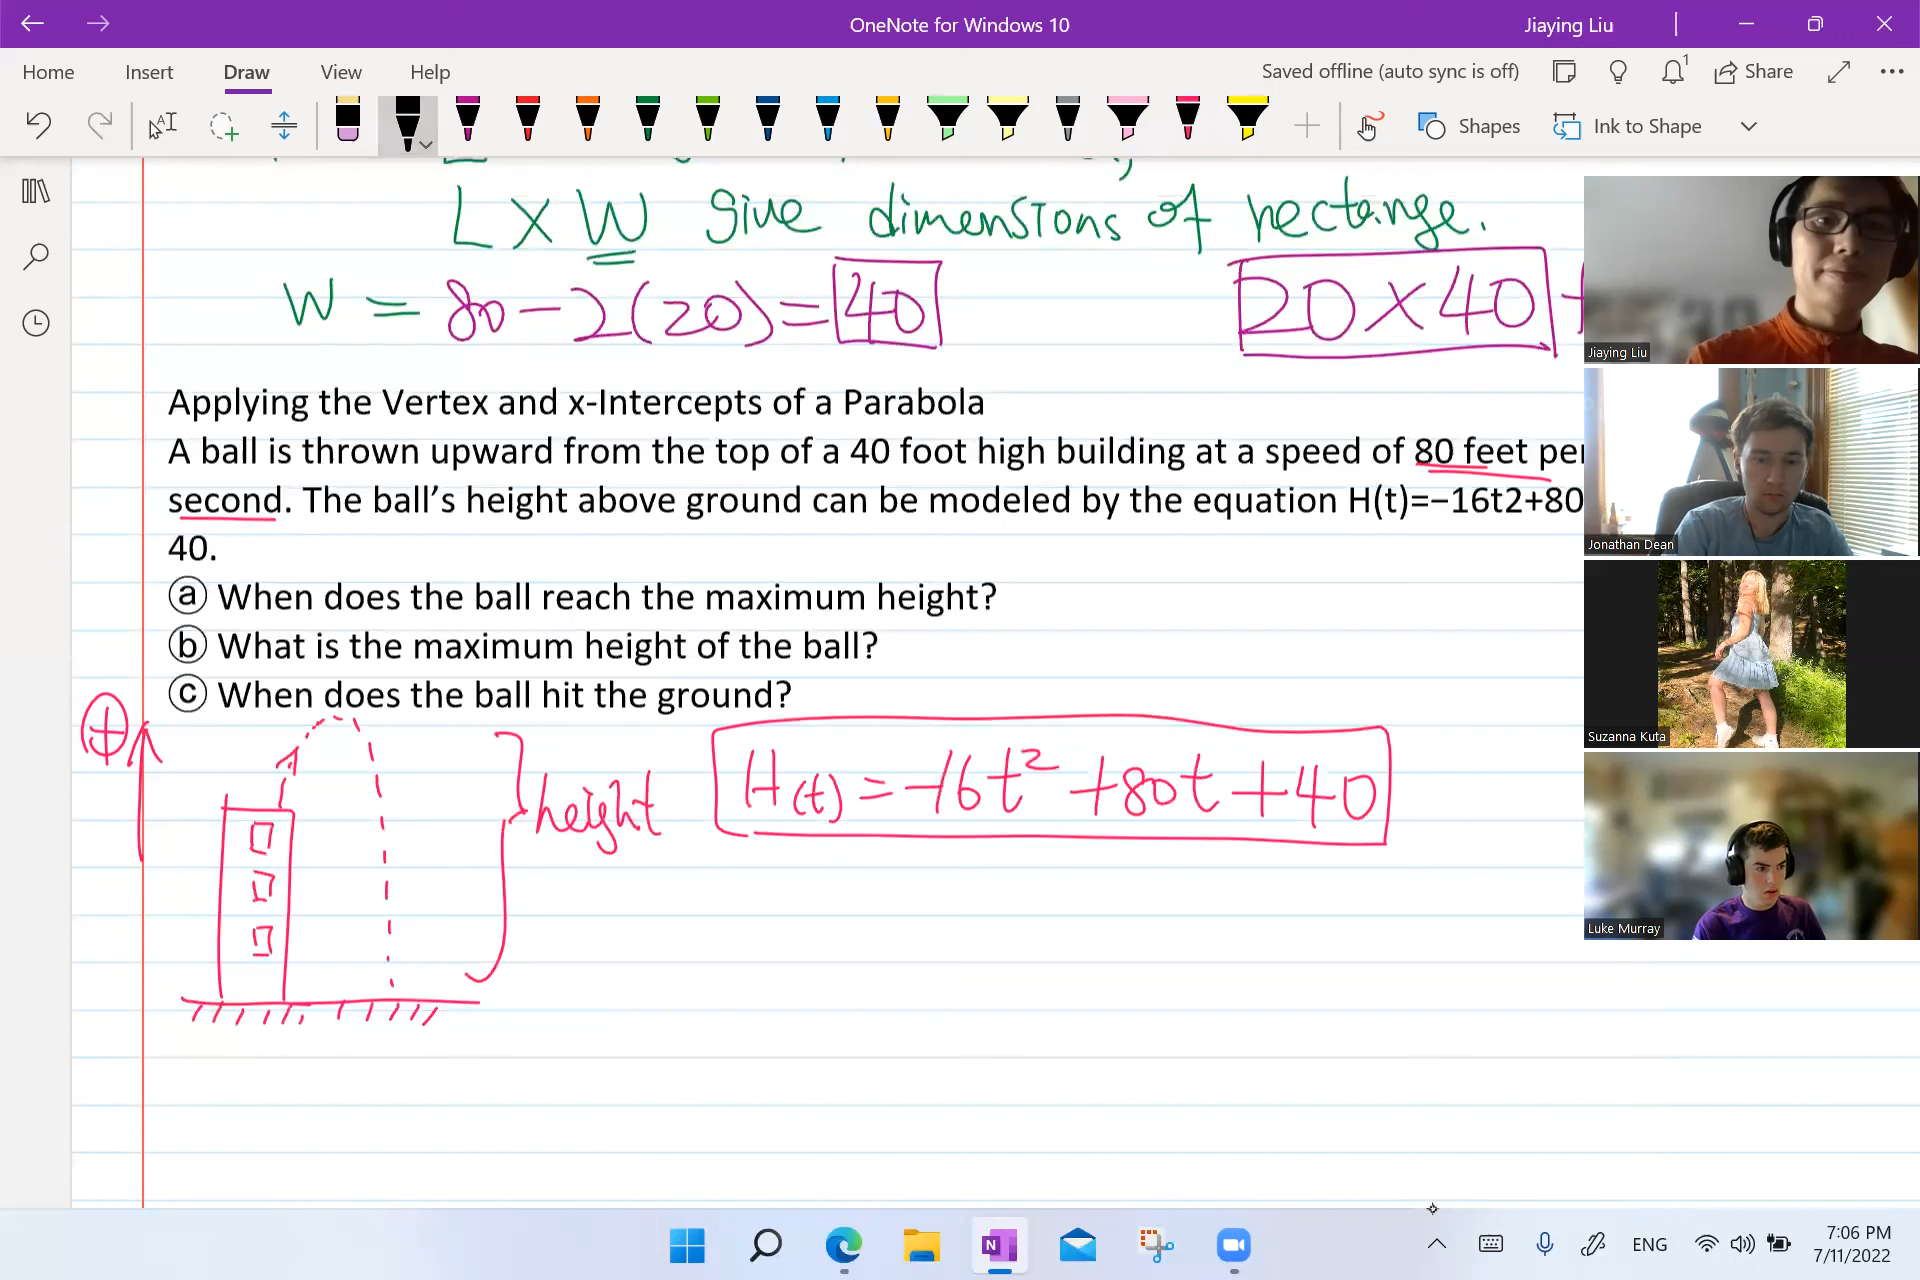 OneNote for Windows 10
Jiaying Liu
Home Insert Draw View Help
Saved offline (auto sync is off)
1
Share
Shapes
Ink to Shape
L X W give dimensions of rectange.
W = 80 - 2(20) = 40
20 X 40
Jiaying Liu
Applying the Vertex and x-Intercepts of a Parabola
A ball is thrown upward from the top of a 40 foot high building at a speed of 80 feet per
second. The ball’s height above ground can be modeled by the equation H(t)=−16t2+80
40.
Jonathan Dean
ⓐ When does the ball reach the maximum height?
ⓑ What is the maximum height of the ball?
ⓒ When does the ball hit the ground?
Suzanna Kuta
+
height
H(t) = -16t² + 80t + 40
Luke Murray
ENG
7:06 PM
7/11/2022